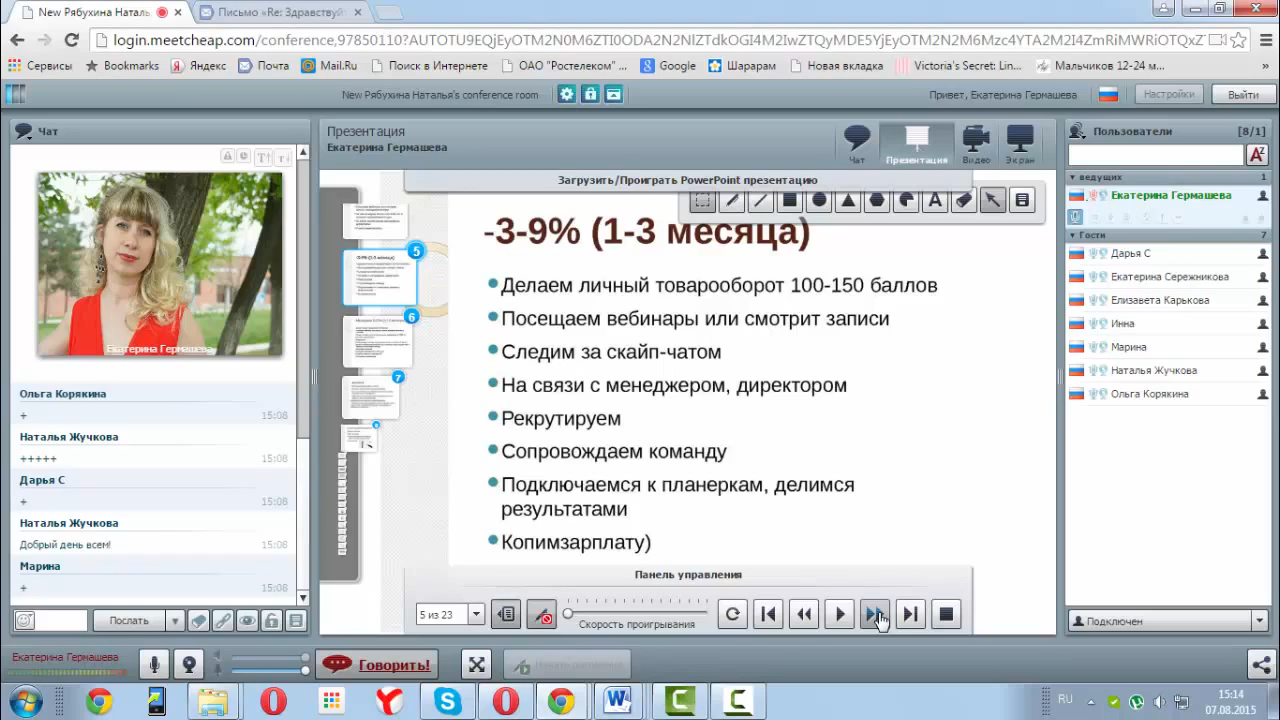 New Рябухина Наталь
Письмо «Re: Здравствуй
login.meetcheap.com/conference,97850110?AUTOTU9EQjEyOTM2N0M6ZTI0ODA2N2NlZTdkOGI4M2IwZTQyMDE5YjEyOTM2N2M6Mzc4YTA2M2I4ZmRiMWRiOTQxZ
Сервисы
Bookmarks
Яндекс
Почта
Mail.Ru
Поиск в Интернете
ОАО "Ростелеком" ...
Google
Шарарам
Новая вкладка
Victoria's Secret: Lin...
Мальчиков 12-24 м...
New Рябухина Наталья's conference room
Привет, Екатерина Гермашева
Настройки
Выйти
Чат
Екатерина Гермашева
Ольга Корякина
+ 15:08
Наталья Жучкова
+++++ 15:08
Дарья С
+ 15:08
Наталья Жучкова
Добрый день всем! 15:08
Марина
+ 15:08
Послать
Презентация
Екатерина Гермашева
Чат
Презентация
Видео
Экран
Загрузить/Проиграть PowerPoint презентацию
5
6
7
8
-3-9% (1-3 месяца)
Делаем личный товарооборот 100-150 баллов
Посещаем вебинары или смотрим записи
Следим за скайп-чатом
На связи с менеджером, директором
Рекрутируем
Сопровождаем команду
Подключаемся к планеркам, делимся
результатами
Копимзарплату)
Панель управления
5 из 23
Скорость проигрывания
Пользователи [8/1]
ведущих 1
Екатерина Гермашева
Гости 7
Дарья С
Екатерина Сережникова
Елизавета Карькова
Инна
Марина
Наталья Жучкова
Ольга Корякина
Подключен
Екатерина Гермашева
Говорить!
RU
15:14
07.08.2015